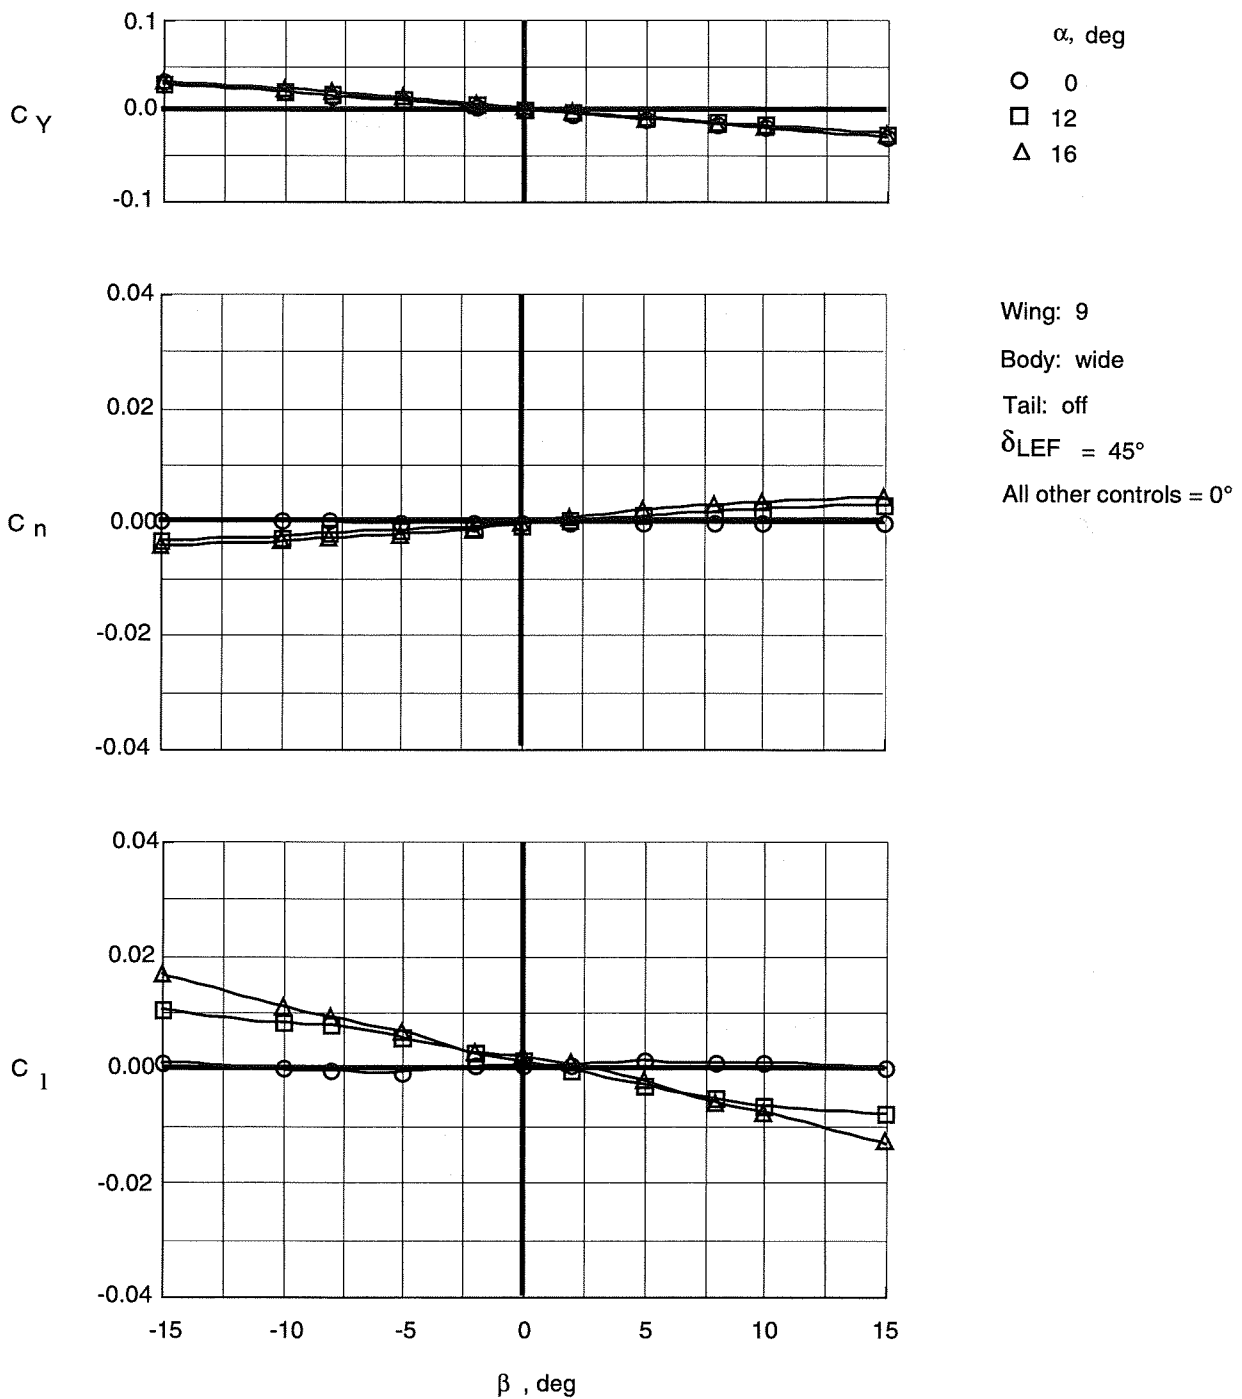 0.1
0.0
-0.1
C Y
α, deg
0
12
16
0.04
0.02
0.00
-0.02
-0.04
C n
Wing: 9
Body: wide
Tail: off
δLEF = 45°
All other controls = 0°
0.04
0.02
0.00
-0.02
-0.04
C l
-15 -10 -5 0 5 10 15
β , deg